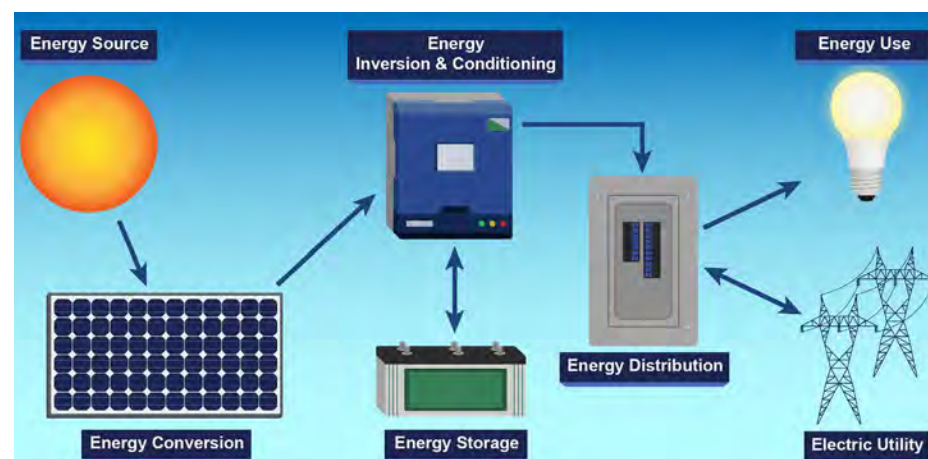 Energy Source
Energy
Inversion & Conditioning
Energy Use
Energy Distribution
Energy Conversion
Energy Storage
Electric Utility